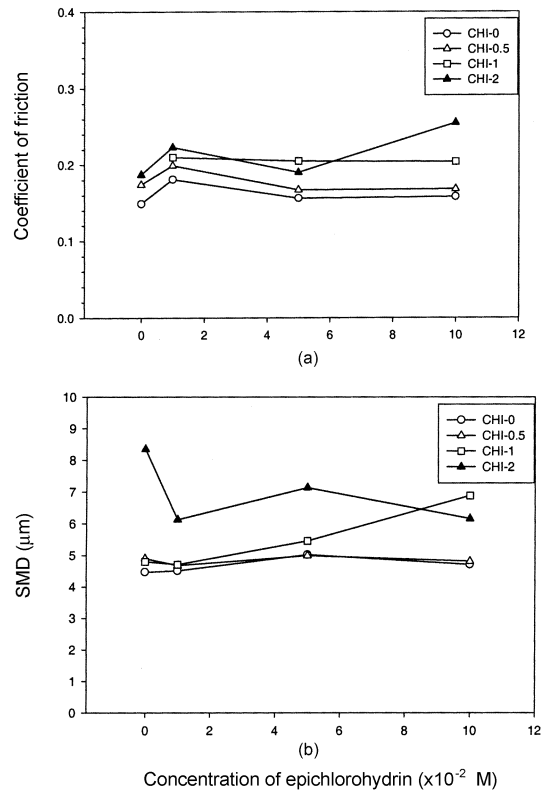 0.4
CHI-0
CHI-0.5
CHI-1
CHI-2
0.3
Coefficient of friction
0.2
0.1
0.0
0 2 4 6 8 10 12
(a)
10
CHI-0
CHI-0.5
CHI-1
CHI-2
9
8
7
6
SMD (μm)
5
4
3
2
1
0
0 2 4 6 8 10 12
(b)
Concentration of epichlorohydrin (x10⁻² M)